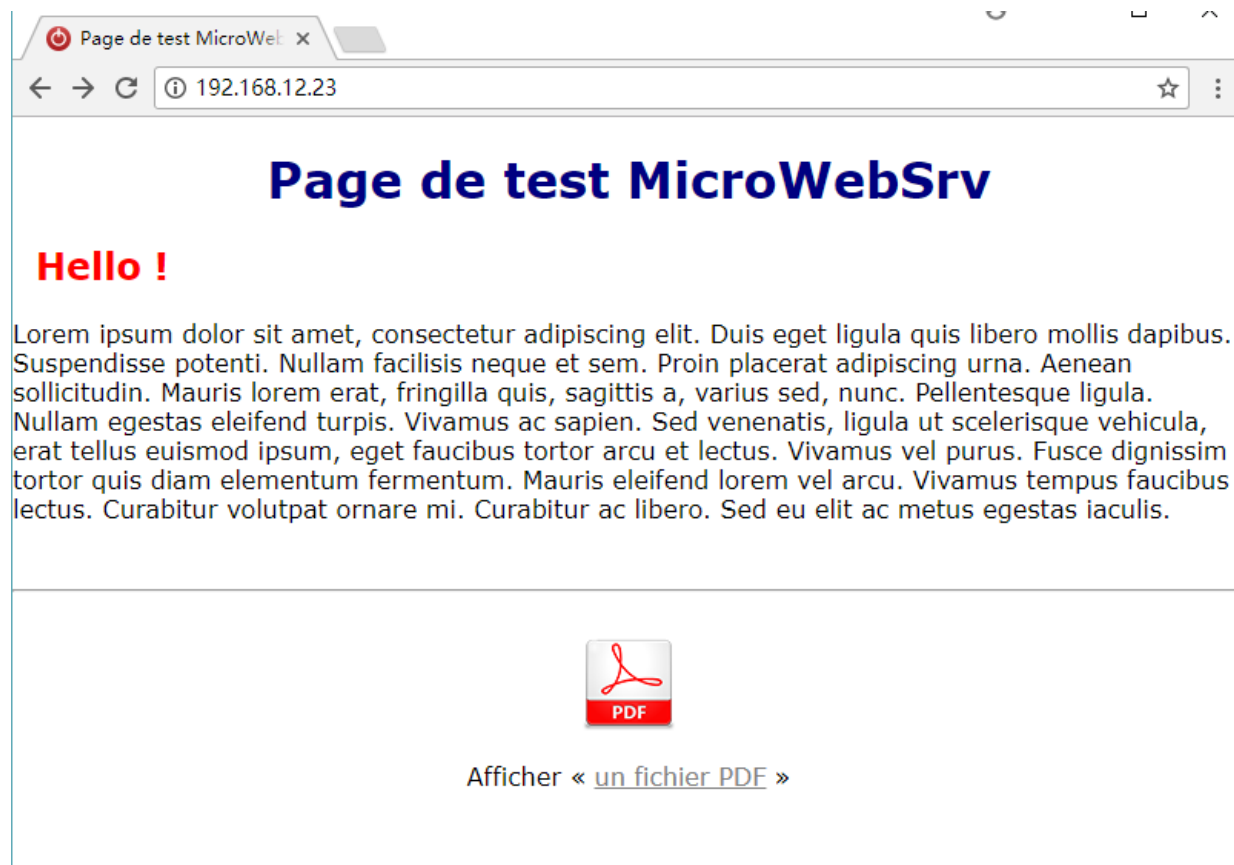 Page de test MicroWeb
192.168.12.23
Page de test MicroWebSrv
Hello !
Lorem ipsum dolor sit amet, consectetur adipiscing elit. Duis eget ligula quis libero mollis dapibus.
Suspendisse potenti. Nullam facilisis neque et sem. Proin placerat adipiscing urna. Aenean
sollicitudin. Mauris lorem erat, fringilla quis, sagittis a, varius sed, nunc. Pellentesque ligula.
Nullam egestas eleifend turpis. Vivamus ac sapien. Sed venenatis, ligula ut scelerisque vehicula,
erat tellus euismod ipsum, eget faucibus tortor arcu et lectus. Vivamus vel purus. Fusce dignissim
tortor quis diam elementum fermentum. Mauris eleifend lorem vel arcu. Vivamus tempus faucibus
lectus. Curabitur volutpat ornare mi. Curabitur ac libero. Sed eu elit ac metus egestas iaculis.
PDF
Afficher « un fichier PDF »